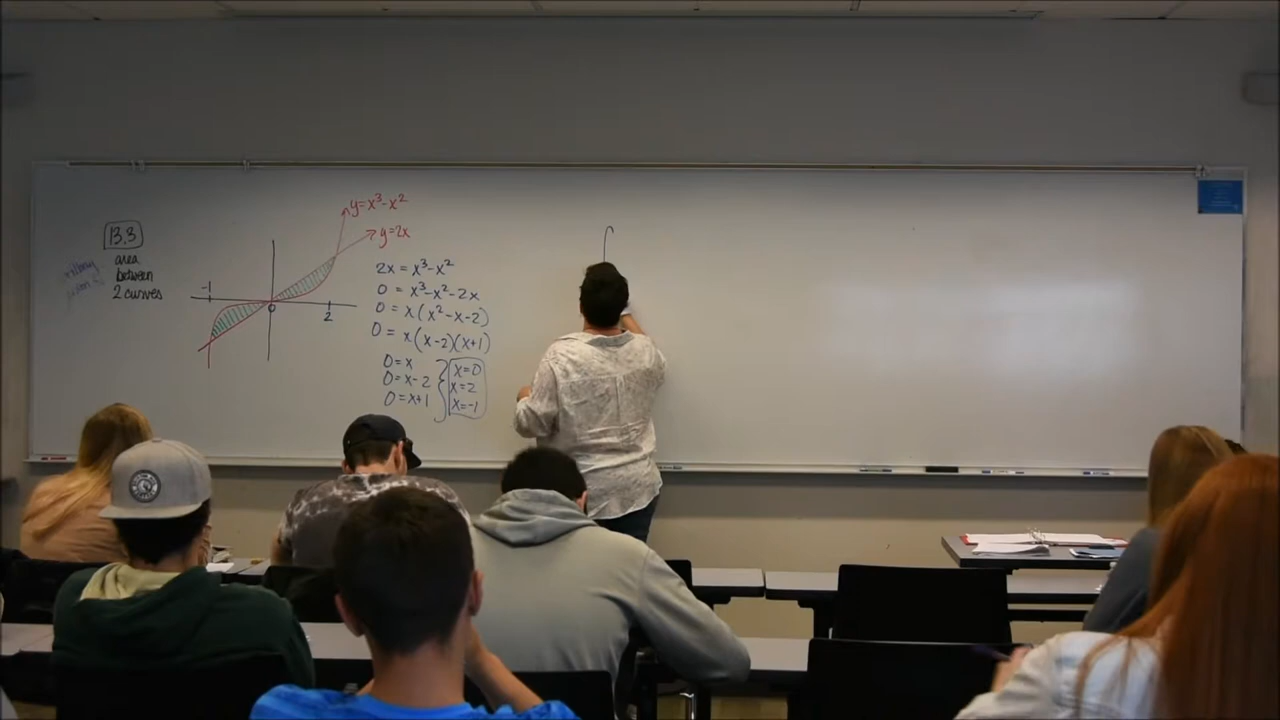 13.3
area
between
2 curves
y=x³-x²
y=2x
-1
0
2
2x = x³-x²
0 = x³-x²-2x
0 = x(x²-x-2)
0 = x(x-2)(x+1)
0=x
0=x-2
0=x+1
x=0
x=2
x=-1